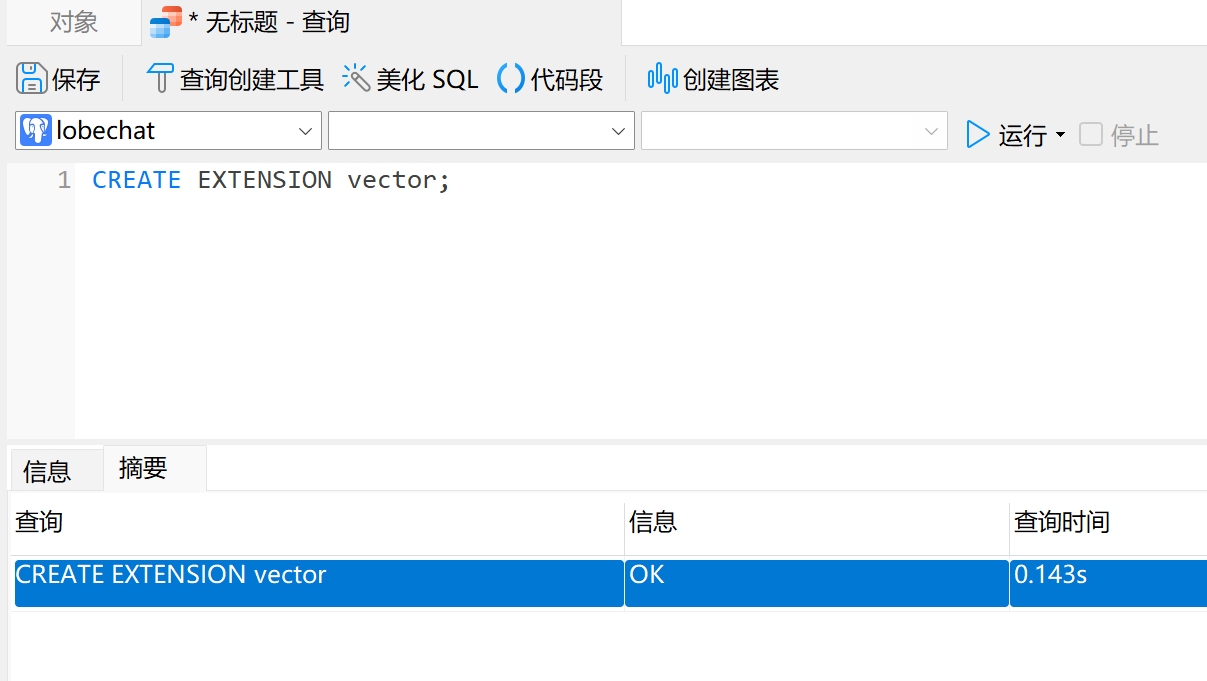 对象 * 无标题 - 查询
保存 查询创建工具 美化 SQL 代码段 创建图表
lobechat 运行 停止
1 CREATE EXTENSION vector;
信息 摘要
查询 信息 查询时间
CREATE EXTENSION vector OK 0.143s